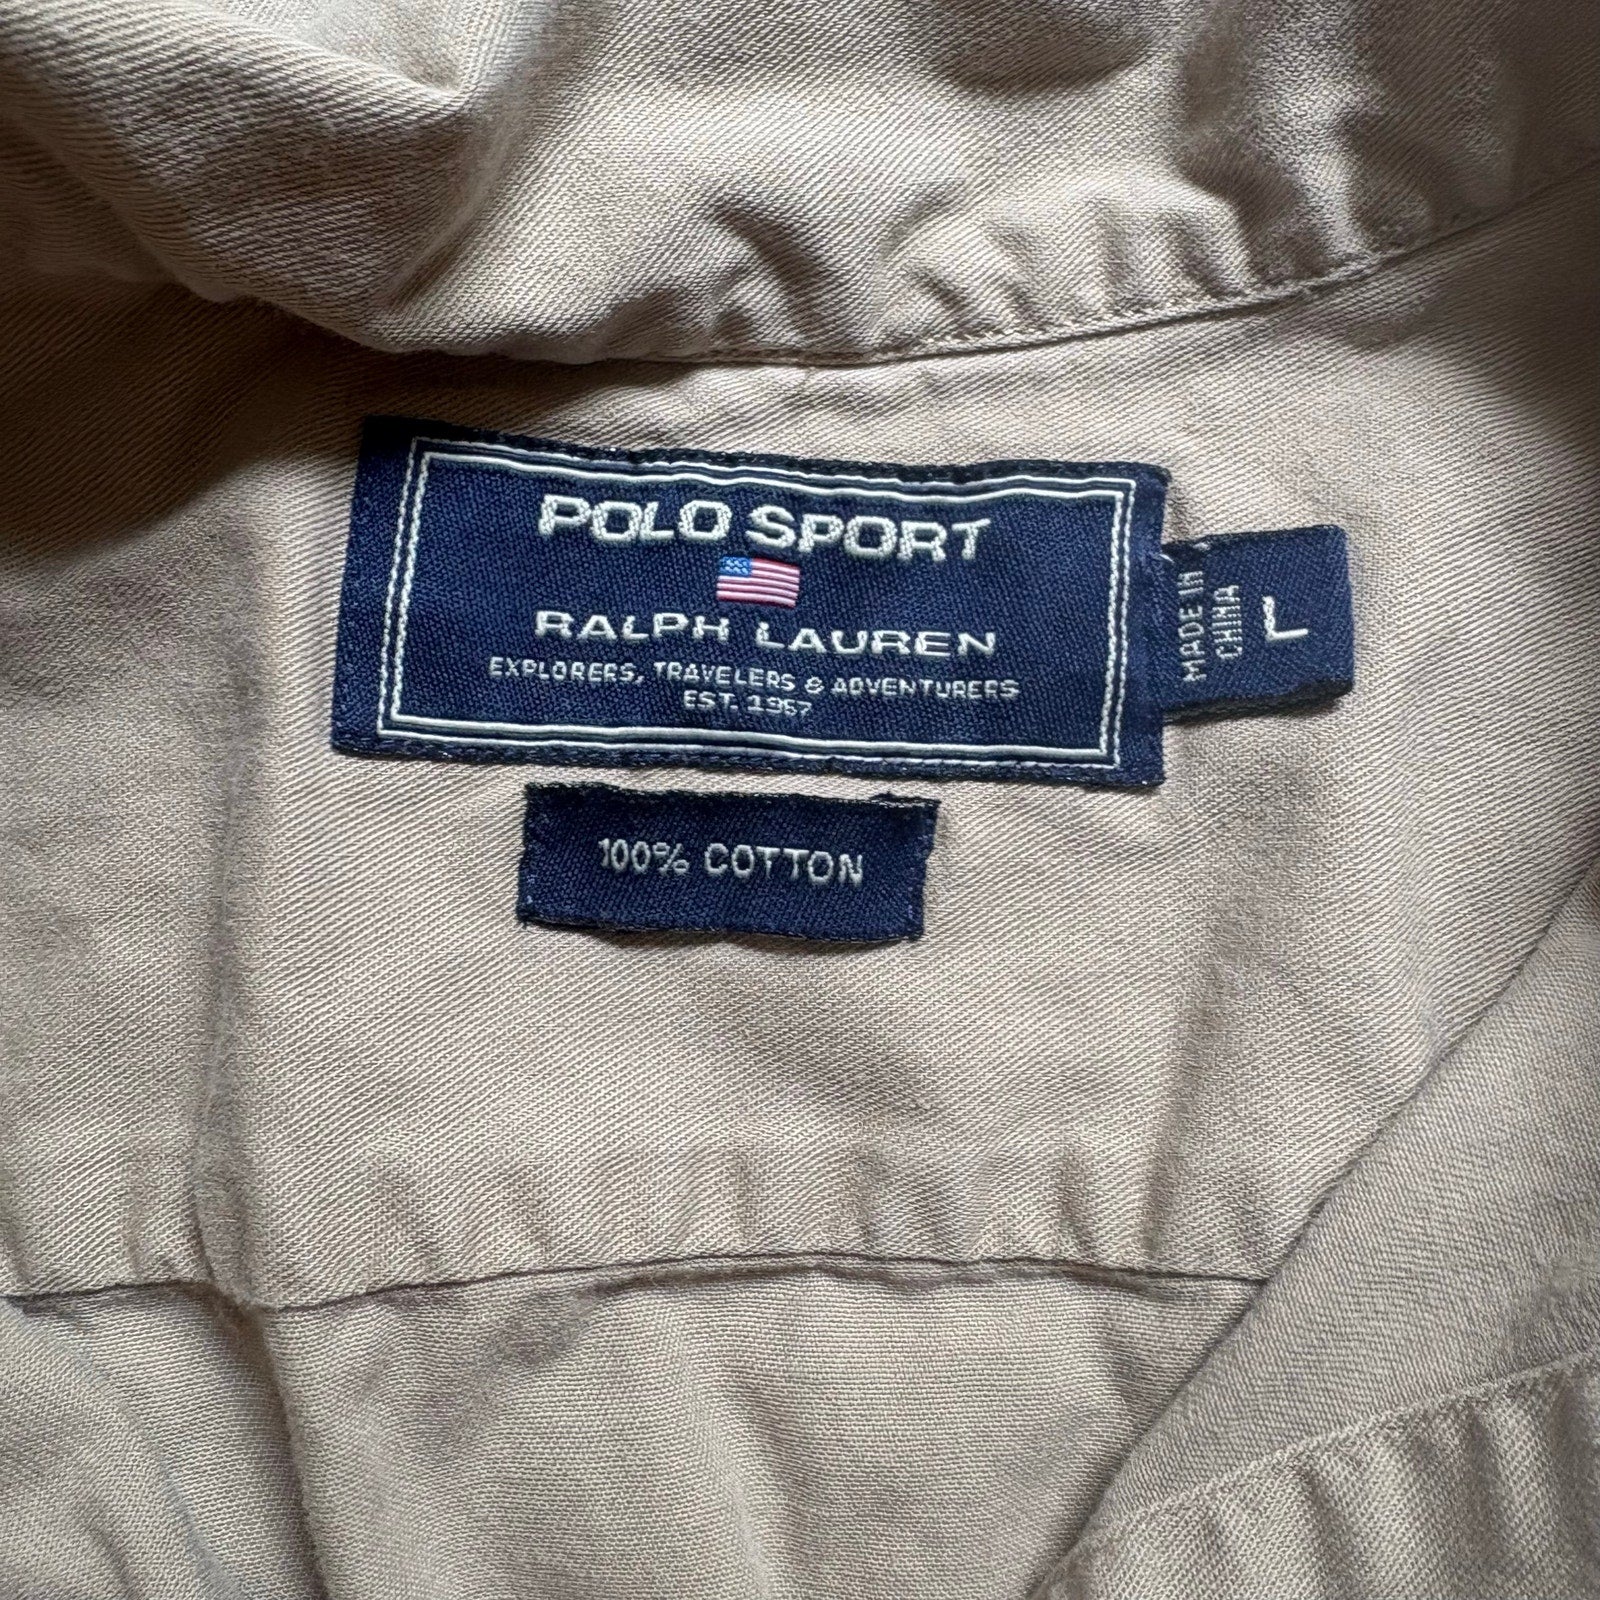 POLO SPORT
RALPH LAUREN
EXPLORERS, TRAVELERS & ADVENTURERS
EST. 1967
MADE IN
CHINA
L
100% COTTON